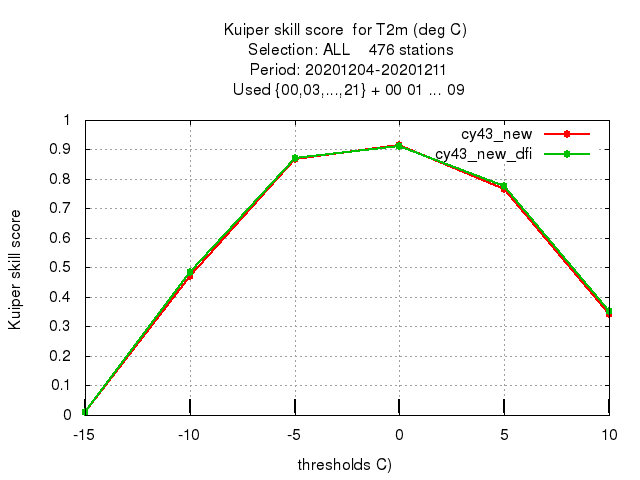 Kuiper skill score  for T2m (deg C)
Selection: ALL    476 stations
Period: 20201204-20201211
Used {00,03,...,21} + 00 01 ... 09
cy43_new
cy43_new_dfi
Kuiper skill score
1
0.9
0.8
0.7
0.6
0.5
0.4
0.3
0.2
0.1
0
-15 -10 -5 0 5 10
thresholds C)